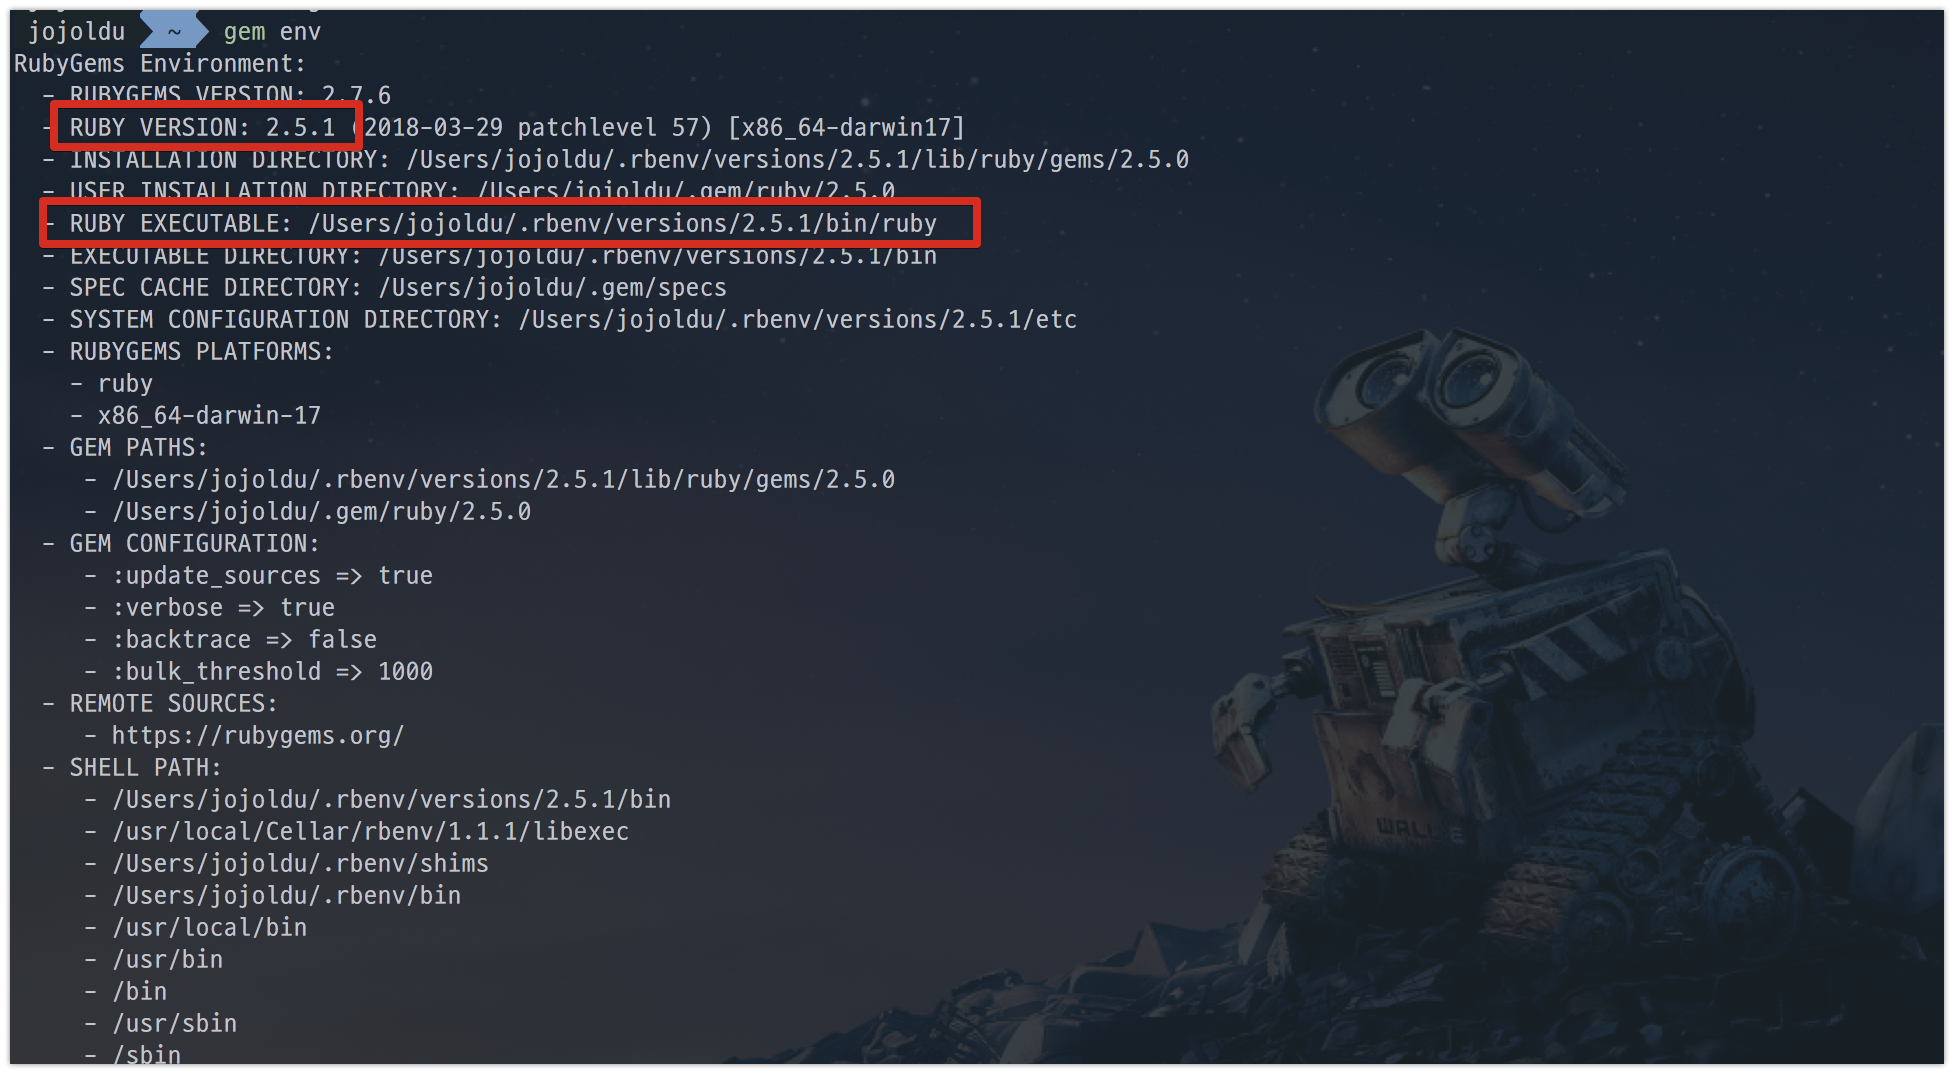 jojoldu ~ gem env
RubyGems Environment:
- RUBYGEMS VERSION: 2.7.6
- RUBY VERSION: 2.5.1 (2018-03-29 patchlevel 57) [x86_64-darwin17]
- INSTALLATION DIRECTORY: /Users/jojoldu/.rbenv/versions/2.5.1/lib/ruby/gems/2.5.0
- USER INSTALLATION DIRECTORY: /Users/jojoldu/.gem/ruby/2.5.0
- RUBY EXECUTABLE: /Users/jojoldu/.rbenv/versions/2.5.1/bin/ruby
- EXECUTABLE DIRECTORY: /Users/jojoldu/.rbenv/versions/2.5.1/bin
- SPEC CACHE DIRECTORY: /Users/jojoldu/.gem/specs
- SYSTEM CONFIGURATION DIRECTORY: /Users/jojoldu/.rbenv/versions/2.5.1/etc
- RUBYGEMS PLATFORMS:
- ruby
- x86_64-darwin-17
- GEM PATHS:
- /Users/jojoldu/.rbenv/versions/2.5.1/lib/ruby/gems/2.5.0
- /Users/jojoldu/.gem/ruby/2.5.0
- GEM CONFIGURATION:
- :update_sources => true
- :verbose => true
- :backtrace => false
- :bulk_threshold => 1000
- REMOTE SOURCES:
- https://rubygems.org/
- SHELL PATH:
- /Users/jojoldu/.rbenv/versions/2.5.1/bin
- /usr/local/Cellar/rbenv/1.1.1/libexec
- /Users/jojoldu/.rbenv/shims
- /Users/jojoldu/.rbenv/bin
- /usr/local/bin
- /usr/bin
- /bin
- /usr/sbin
- /sbin
WALL·E